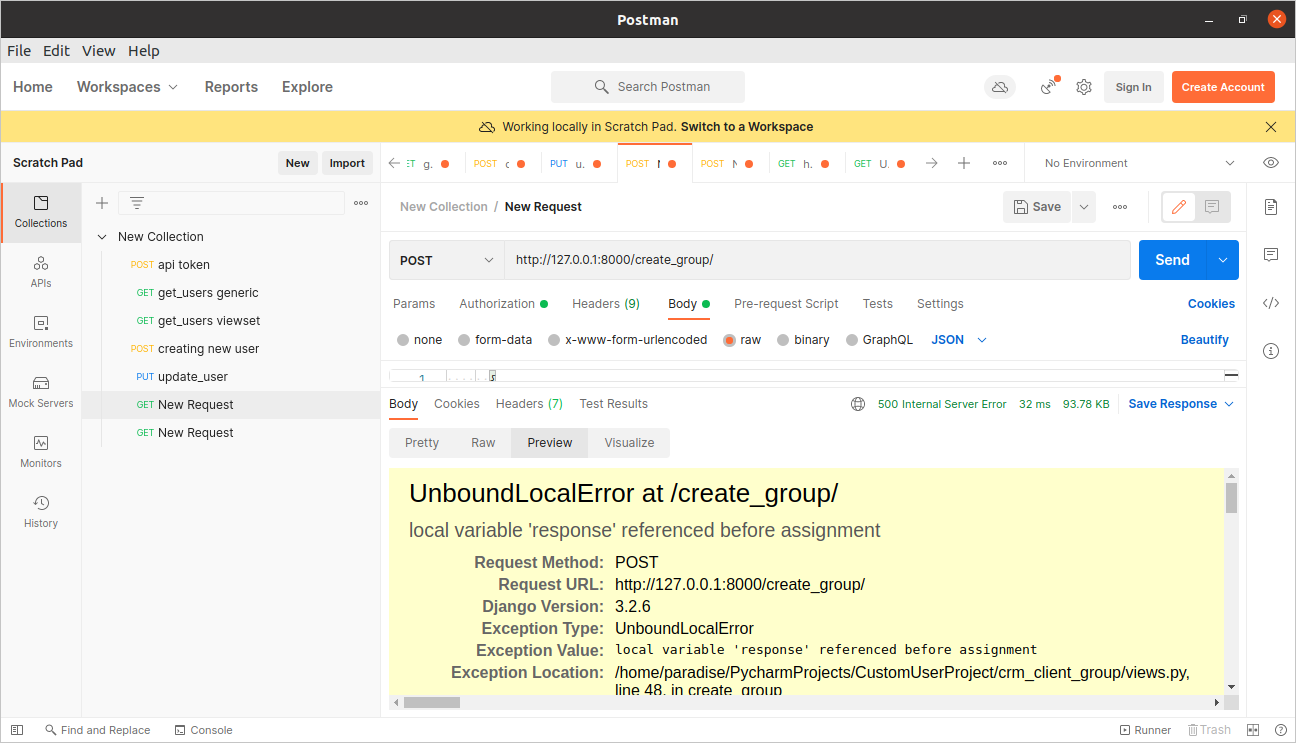 Postman
File Edit View Help
Home Workspaces Reports Explore Search Postman Sign In Create Account
Working locally in Scratch Pad. Switch to a Workspace
Scratch Pad New Import
ET g. POST c PUT u. POST POST GET h. GET U. No Environment
Collections
APIs
Environments
Mock Servers
Monitors
History
New Collection
POST api token
GET get_users generic
GET get_users viewset
POST creating new user
PUT update_user
GET New Request
GET New Request
New Collection / New Request Save
POST http://127.0.0.1:8000/create_group/ Send
Params Authorization Headers (9) Body Pre-request Script Tests Settings Cookies
none form-data x-www-form-urlencoded raw binary GraphQL JSON Beautify
1 {
Body Cookies Headers (7) Test Results 500 Internal Server Error 32 ms 93.78 KB Save Response
Pretty Raw Preview Visualize
UnboundLocalError at /create_group/
local variable 'response' referenced before assignment
Request Method: POST
Request URL: http://127.0.0.1:8000/create_group/
Django Version: 3.2.6
Exception Type: UnboundLocalError
Exception Value: local variable 'response' referenced before assignment
Exception Location: /home/paradise/PycharmProjects/CustomUserProject/crm_client_group/views.py,
line 48, in create_group
Find and Replace Console Runner Trash